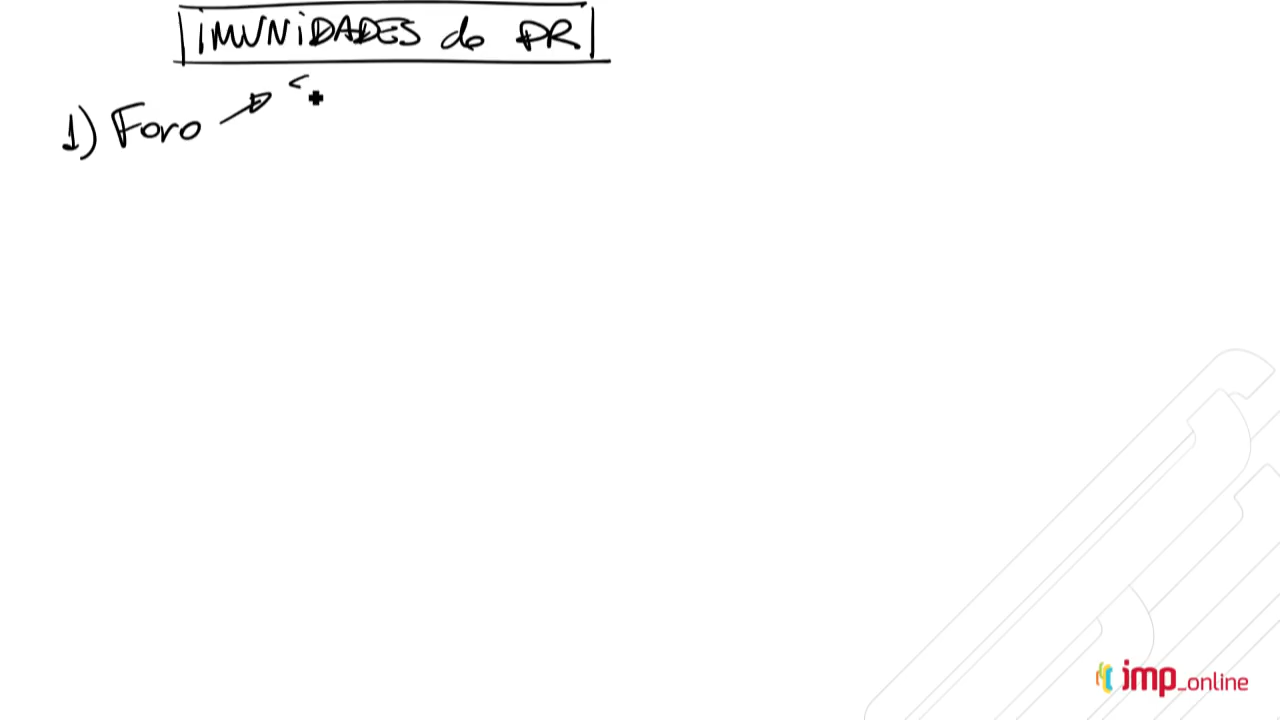 IMUNIDADES do PR
1) Foro →
imp_online